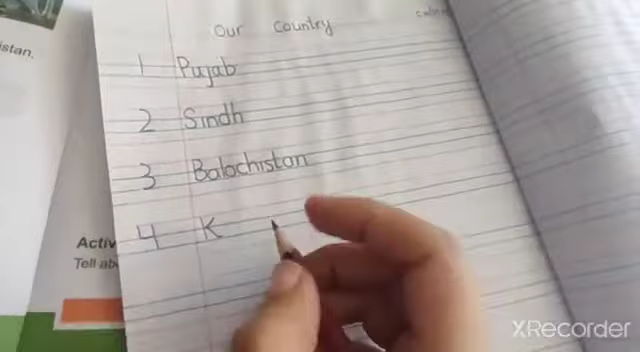 Our Country
1 Pujab
2 Sindh
3 Balochistan
4 K
istan.
Activ
Tell ab
XRecorder